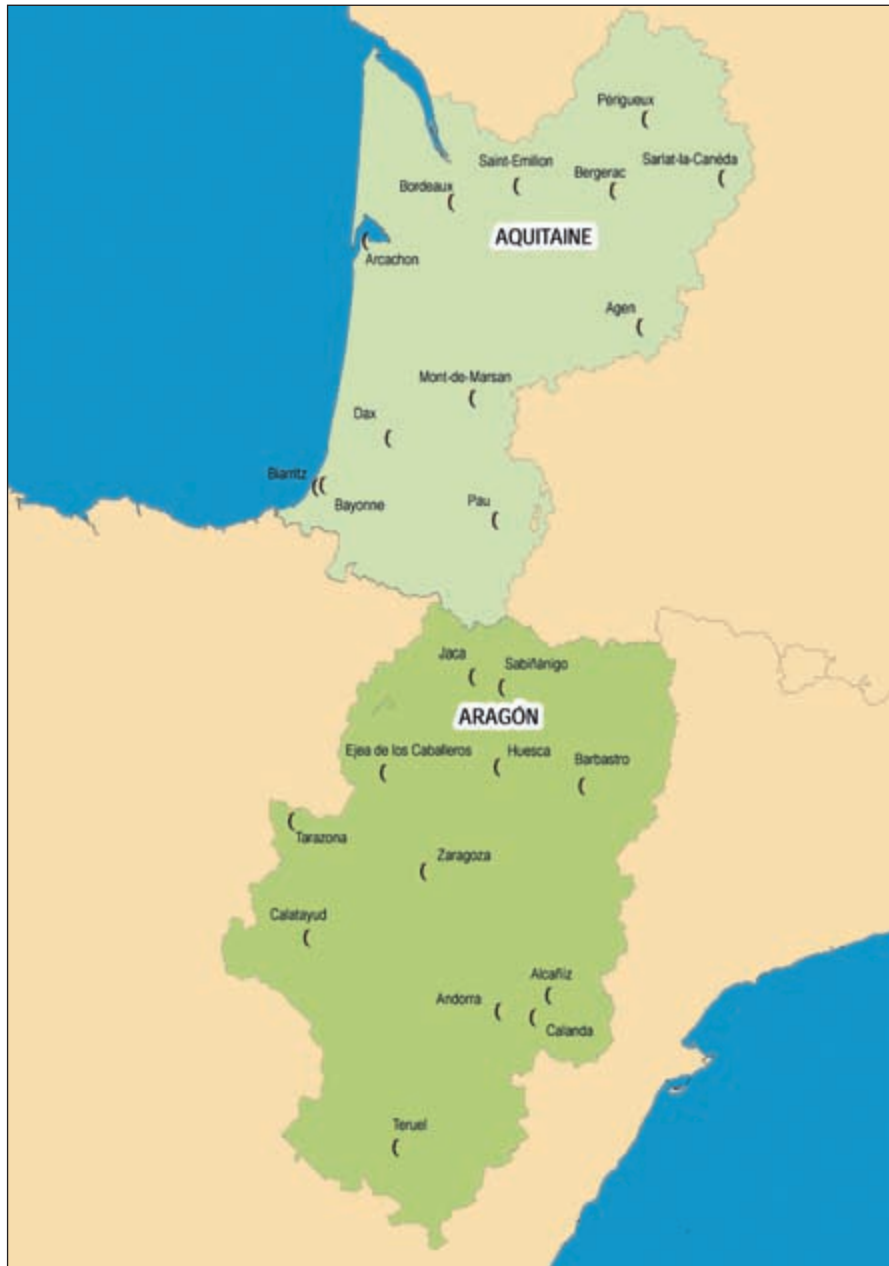 Périgueux
Saint-Emilion
Sarlat-la-Canéda
Bergerac
Bordeaux
AQUITAINE
Arcachon
Agen
Mont-de-Marsan
Dax
Biarritz
Bayonne
Pau
Jaca
Sabiñánigo
ARAGÓN
Ejea de los Caballeros
Huesca
Barbastro
Tarazona
Zaragoza
Calatayud
Alcañiz
Andorra
Calanda
Teruel